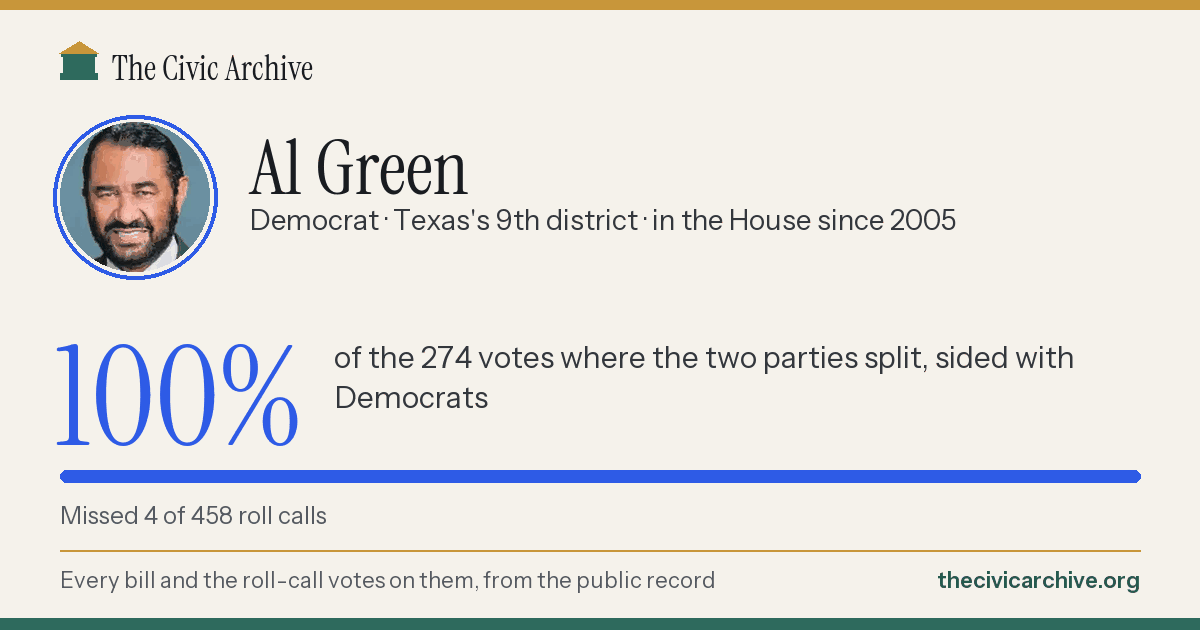 The Civic Archive
Al Green
Democrat · Texas's 9th district · in the House since 2005
100%
of the 274 votes where the two parties split, sided with
Democrats
Missed 4 of 458 roll calls
Every bill and the roll-call votes on them, from the public record
thecivicarchive.org